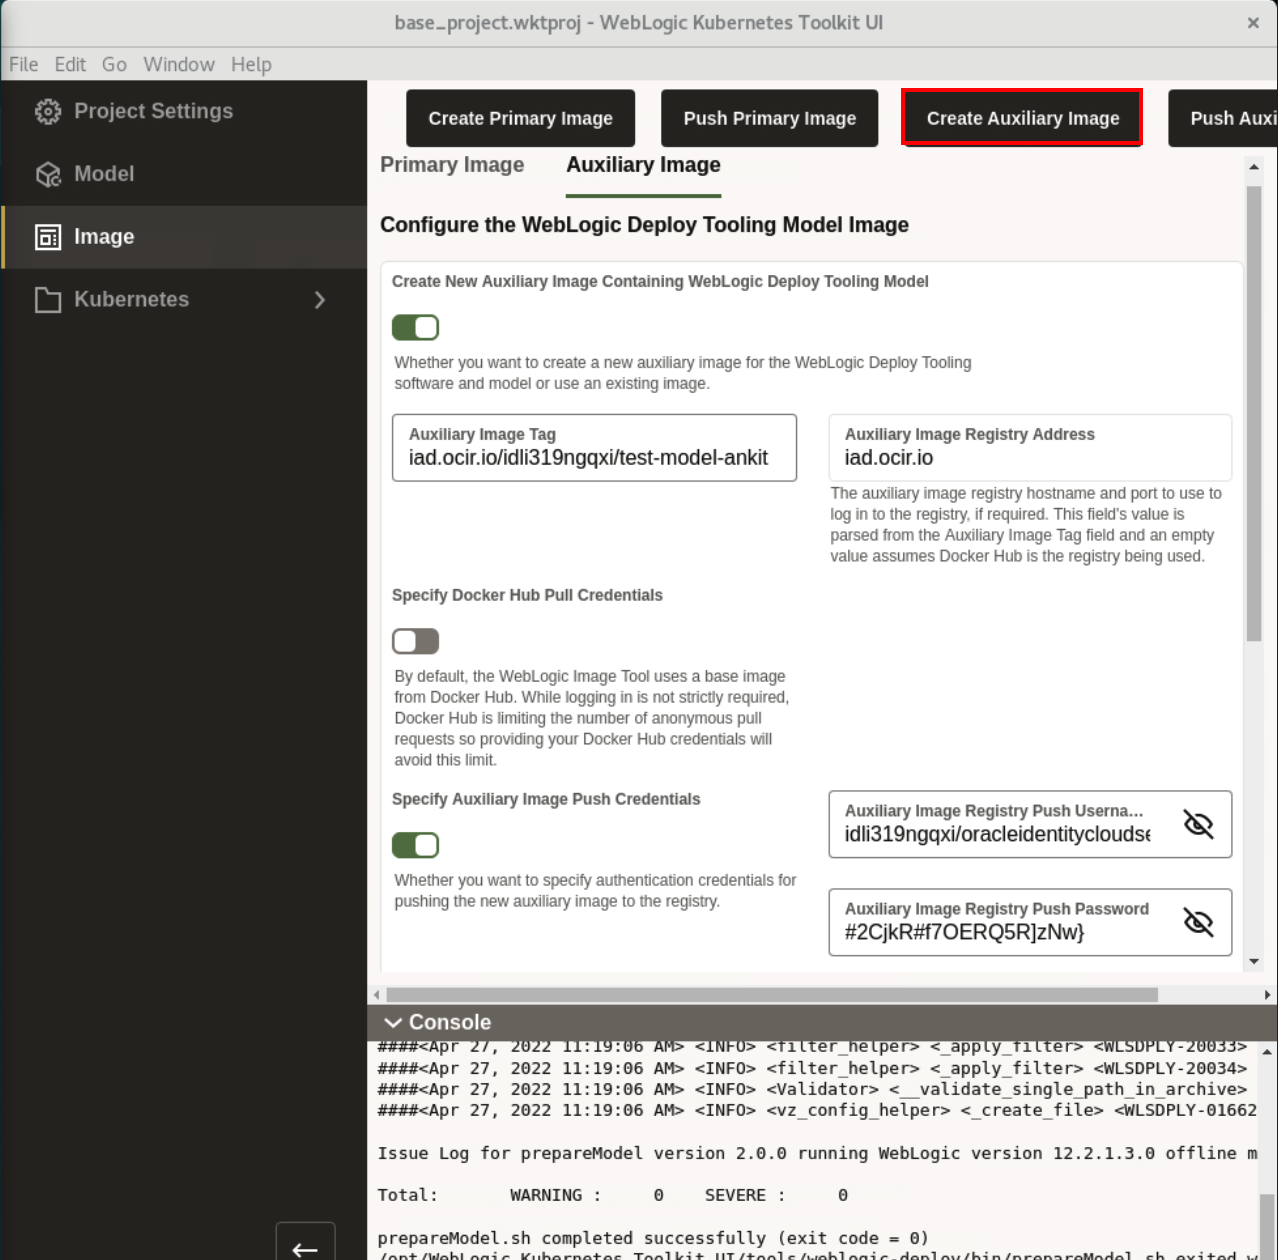 base_project.wktproj - WebLogic Kubernetes Toolkit UI
File Edit Go Window Help
Project Settings
Model
Image
Kubernetes
Create Primary Image
Push Primary Image
Create Auxiliary Image
Push Auxi
Primary Image
Auxiliary Image
Configure the WebLogic Deploy Tooling Model Image
Create New Auxiliary Image Containing WebLogic Deploy Tooling Model
Whether you want to create a new auxiliary image for the WebLogic Deploy Tooling
software and model or use an existing image.
Auxiliary Image Tag
iad.ocir.io/idli319ngqxi/test-model-ankit
Auxiliary Image Registry Address
iad.ocir.io
The auxiliary image registry hostname and port to use to
log in to the registry, if required. This field's value is
parsed from the Auxiliary Image Tag field and an empty
value assumes Docker Hub is the registry being used.
Specify Docker Hub Pull Credentials
By default, the WebLogic Image Tool uses a base image
from Docker Hub. While logging in is not strictly required,
Docker Hub is limiting the number of anonymous pull
requests so providing your Docker Hub credentials will
avoid this limit.
Specify Auxiliary Image Push Credentials
Whether you want to specify authentication credentials for
pushing the new auxiliary image to the registry.
Auxiliary Image Registry Push Userna...
idli319ngqxi/oracleidentitycloudse
Auxiliary Image Registry Push Password
#2CjkR#f7OERQ5R]zNw}
Console
####<Apr 27, 2022 11:19:06 AM> <INFO> <filter_helper> <_apply_filter> <WLSDPLY-20033>
####<Apr 27, 2022 11:19:06 AM> <INFO> <filter_helper> <_apply_filter> <WLSDPLY-20034>
####<Apr 27, 2022 11:19:06 AM> <INFO> <Validator> <__validate_single_path_in_archive>
####<Apr 27, 2022 11:19:06 AM> <INFO> <vz_config_helper> <_create_file> <WLSDPLY-01662
Issue Log for prepareModel version 2.0.0 running WebLogic version 12.2.1.3.0 offline m
Total: WARNING : 0 SEVERE : 0
prepareModel.sh completed successfully (exit code = 0)
/opt/WebLogic Kubernetes Toolkit UI/tools/weblogic-deploy/bin/prepareModel.sh exited w